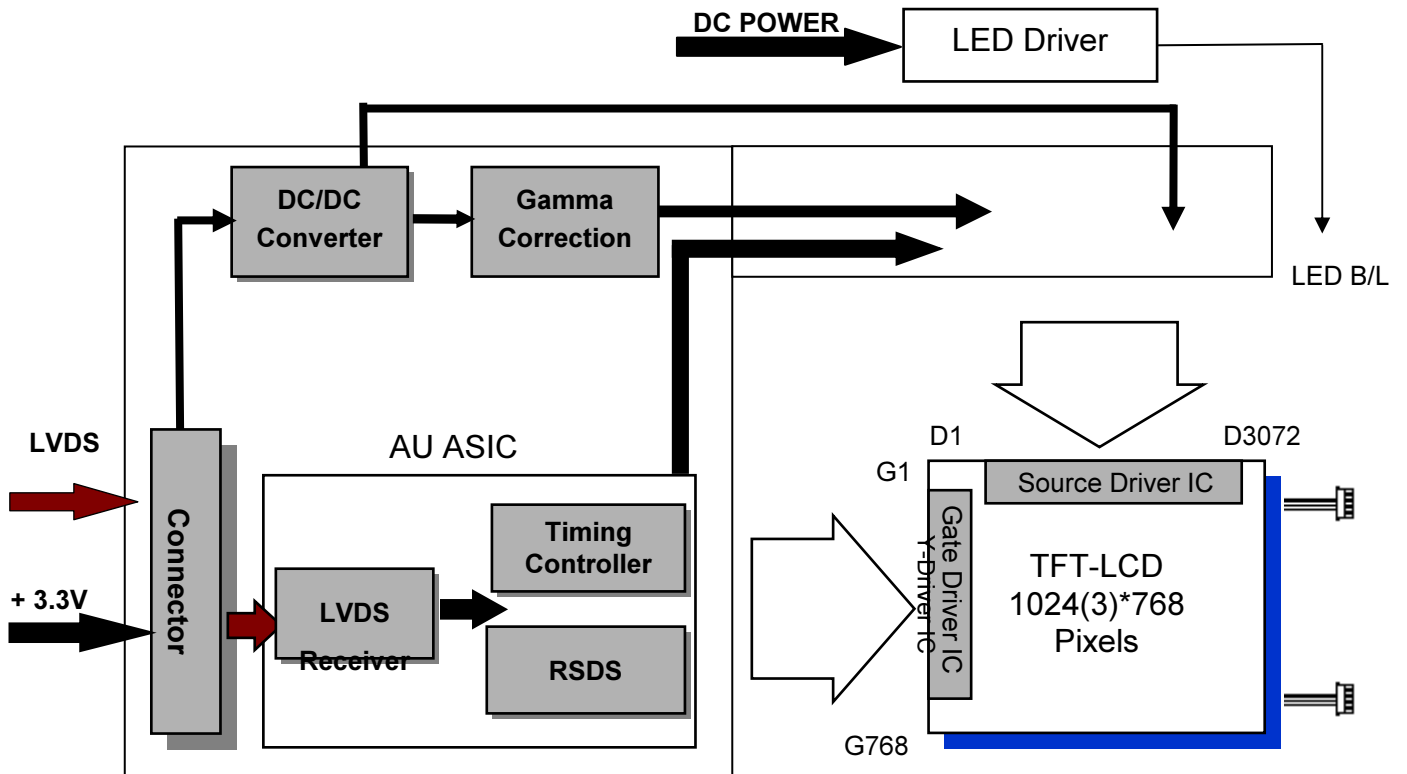 DC POWER
LED Driver
DC/DC
Converter
Gamma
Correction
LED B/L
LVDS
+ 3.3V
Connector
AU ASIC
LVDS
Receiver
Timing
Controller
RSDS
D1
D3072
G1
G768
Source Driver IC
Gate Driver IC
Y-Driver IC
TFT-LCD
1024(3)*768
Pixels